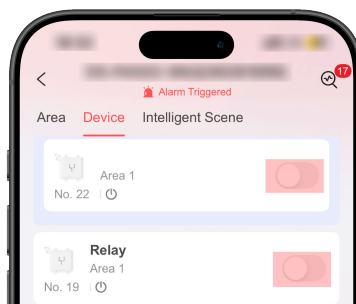 17
Alarm Triggered
Area Device Intelligent Scene
Area 1
No. 22
Relay
Area 1
No. 19